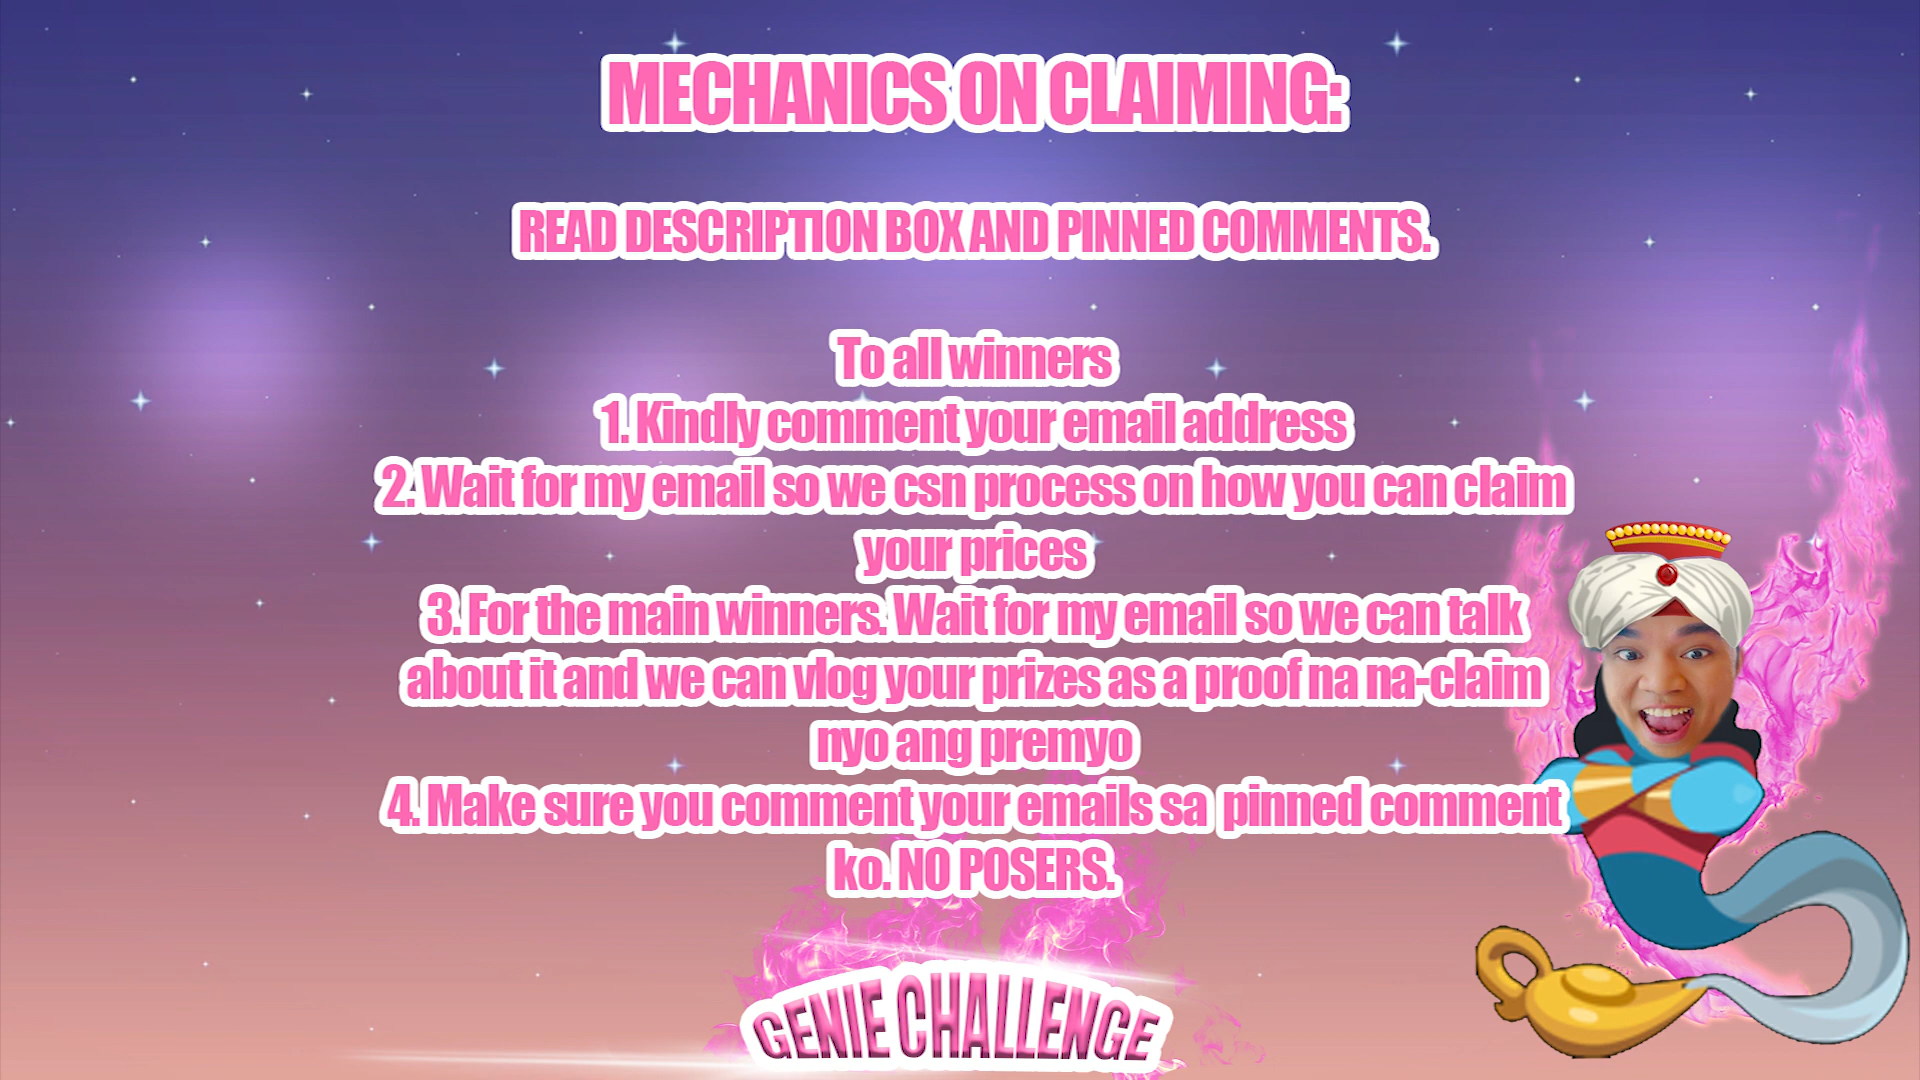 MECHANICS ON CLAIMING:
READ DESCRIPTION BOX AND PINNED COMMENTS.
To all winners
1. Kindly comment your email address
2. Wait for my email so we csn process on how you can claim
your prices
3. For the main winners. Wait for my email so we can talk
about it and we can vlog your prizes as a proof na na-claim
nyo ang premyo
4. Make sure you comment your emails sa pinned comment
ko. NO POSERS.
GENIE CHALLENGE